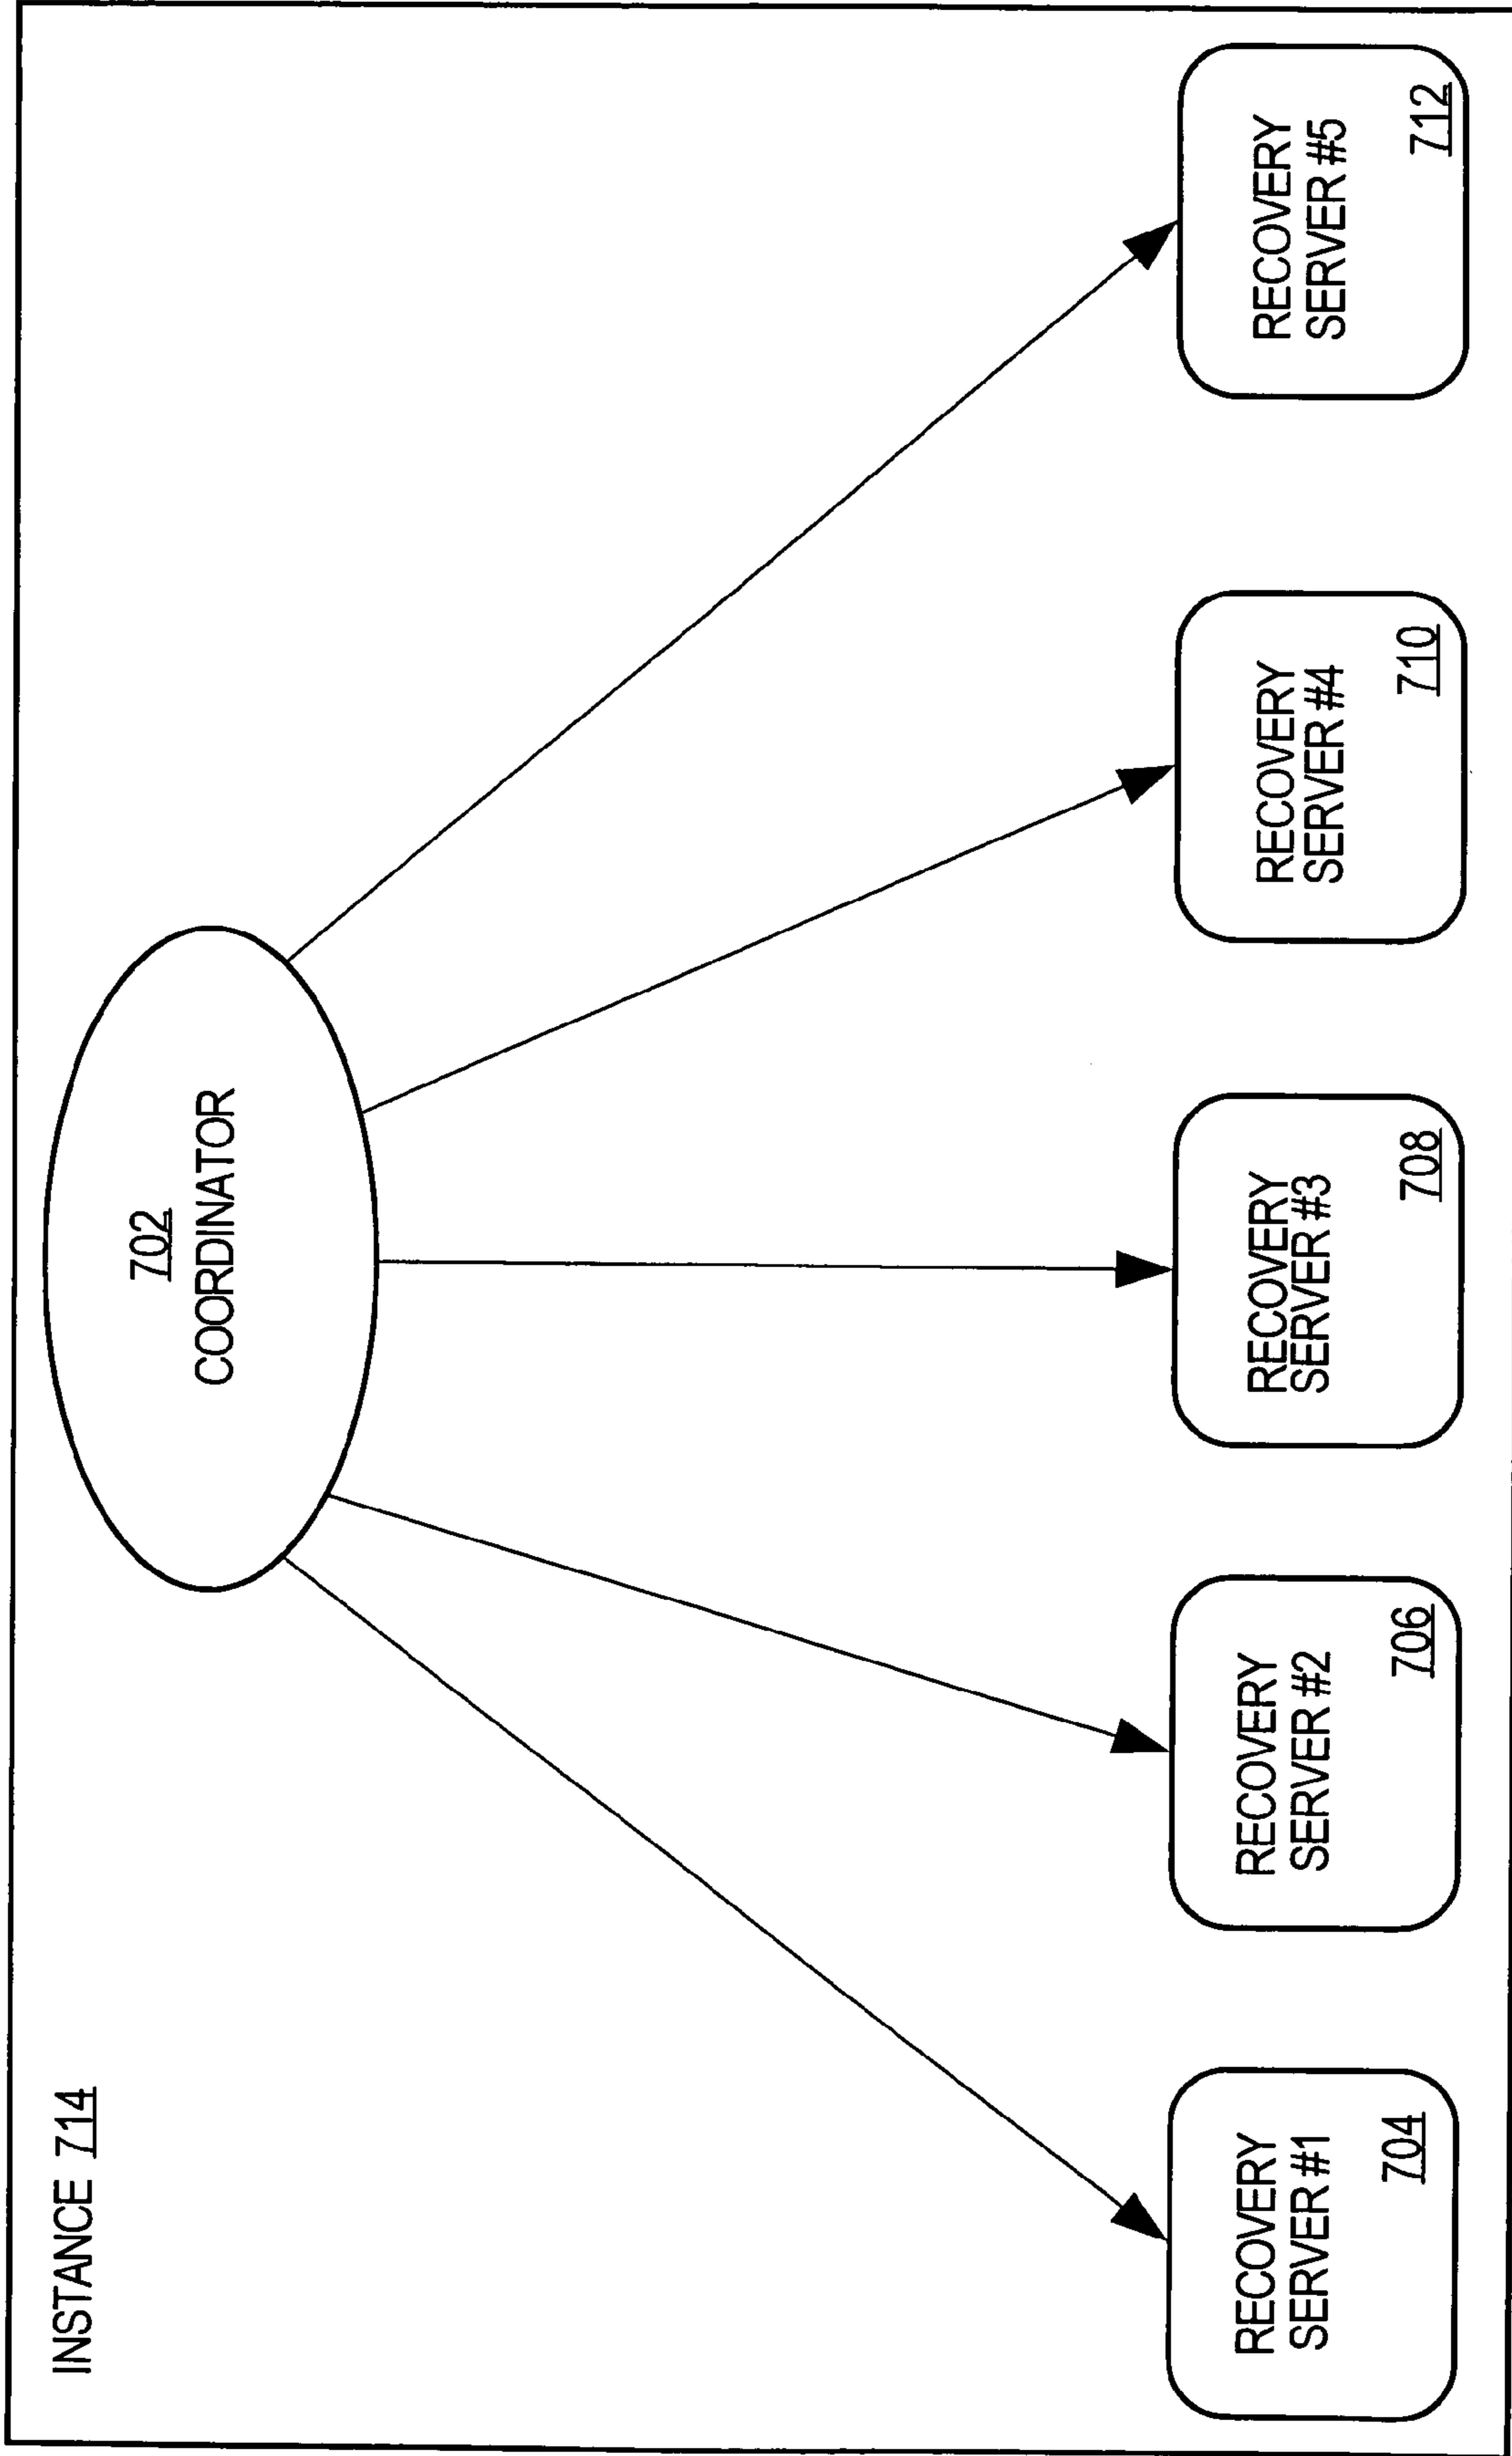 INSTANCE 714
702
COORDINATOR
RECOVERY
SERVER #1
704
RECOVERY
SERVER #2
706
RECOVERY
SERVER #3
708
RECOVERY
SERVER #4
710
RECOVERY
SERVER #5
712